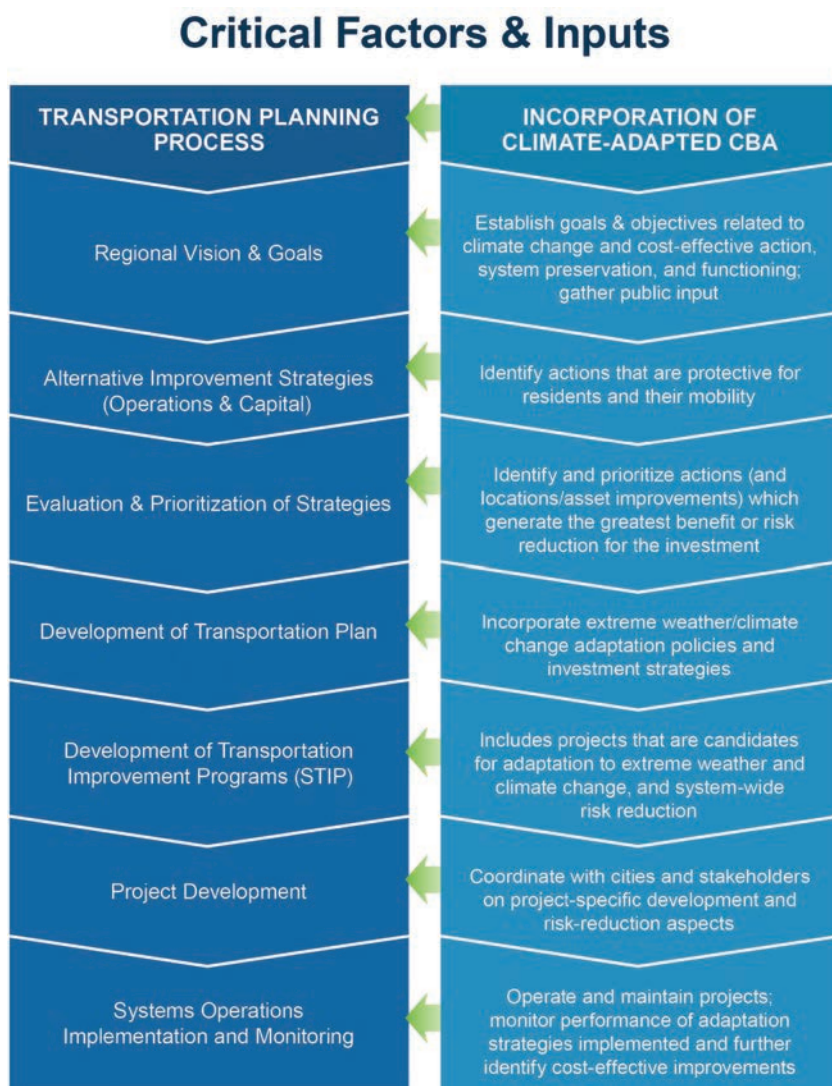 Critical Factors & Inputs
TRANSPORTATION PLANNING
PROCESS
INCORPORATION OF
CLIMATE-ADAPTED CBA
Regional Vision & Goals
Establish goals & objectives related to
climate change and cost-effective action,
system preservation, and functioning;
gather public input
Alternative Improvement Strategies
(Operations & Capital)
Identify actions that are protective for
residents and their mobility
Evaluation & Prioritization of Strategies
Identify and prioritize actions (and
locations/asset improvements) which
generate the greatest benefit or risk
reduction for the investment
Development of Transportation Plan
Incorporate extreme weather/climate
change adaptation policies and
investment strategies
Development of Transportation
Improvement Programs (STIP)
Includes projects that are candidates
for adaptation to extreme weather and
climate change, and system-wide
risk reduction
Project Development
Coordinate with cities and stakeholders
on project-specific development and
risk-reduction aspects
Systems Operations
Implementation and Monitoring
Operate and maintain projects;
monitor performance of adaptation
strategies implemented and further
identify cost-effective improvements